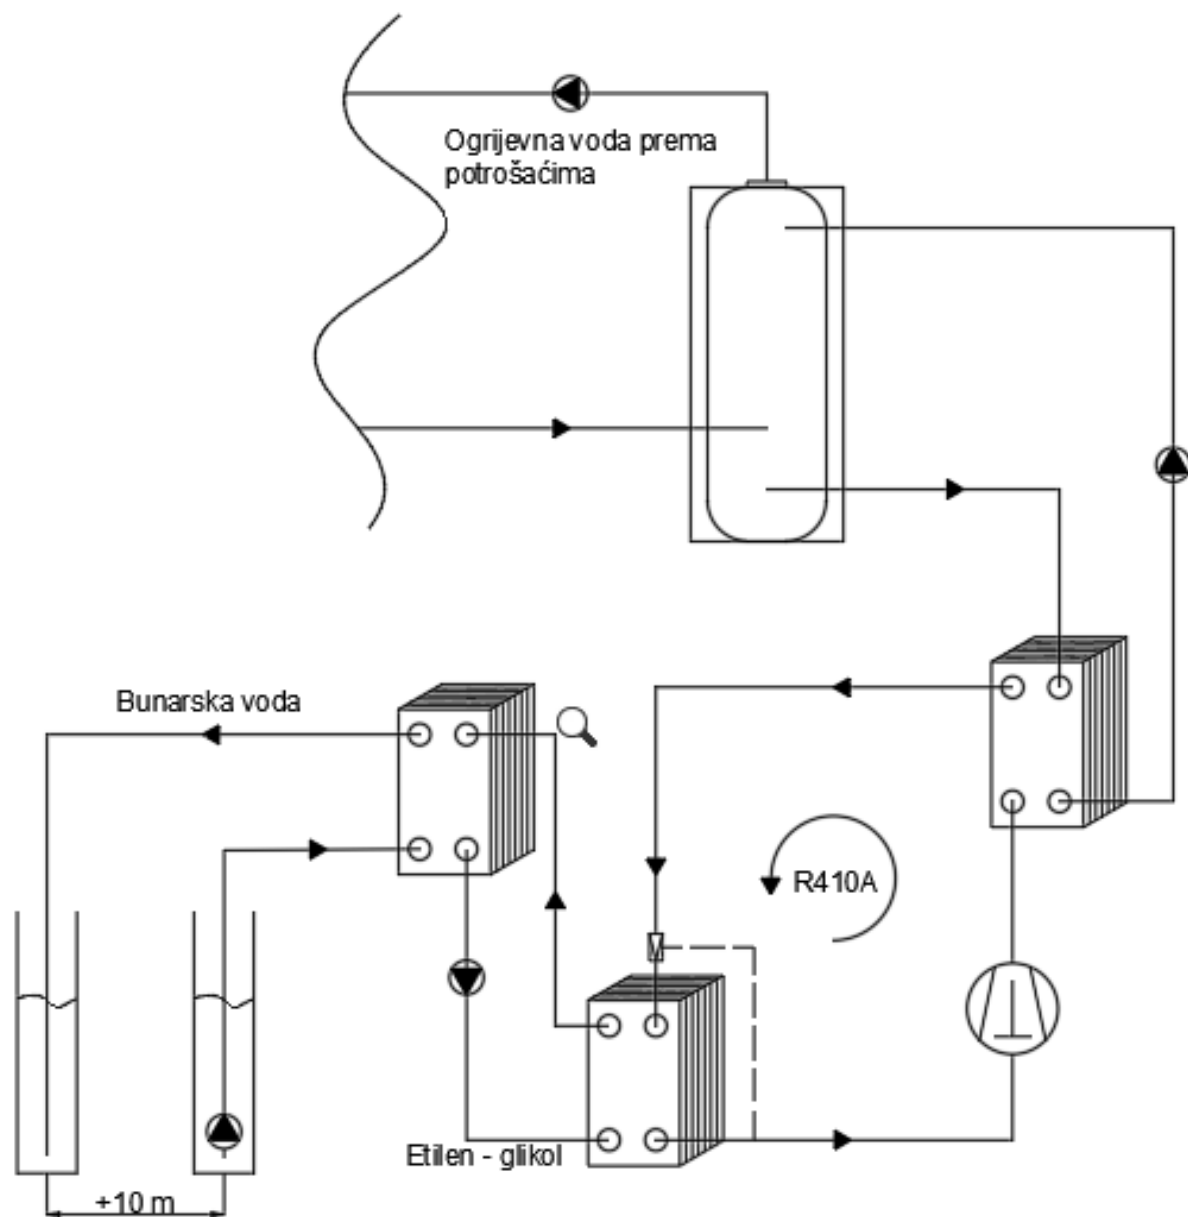 Ogrijevna voda prema
potrošaćima
Bunarska voda
R410A
Etilen - glikol
+10 m